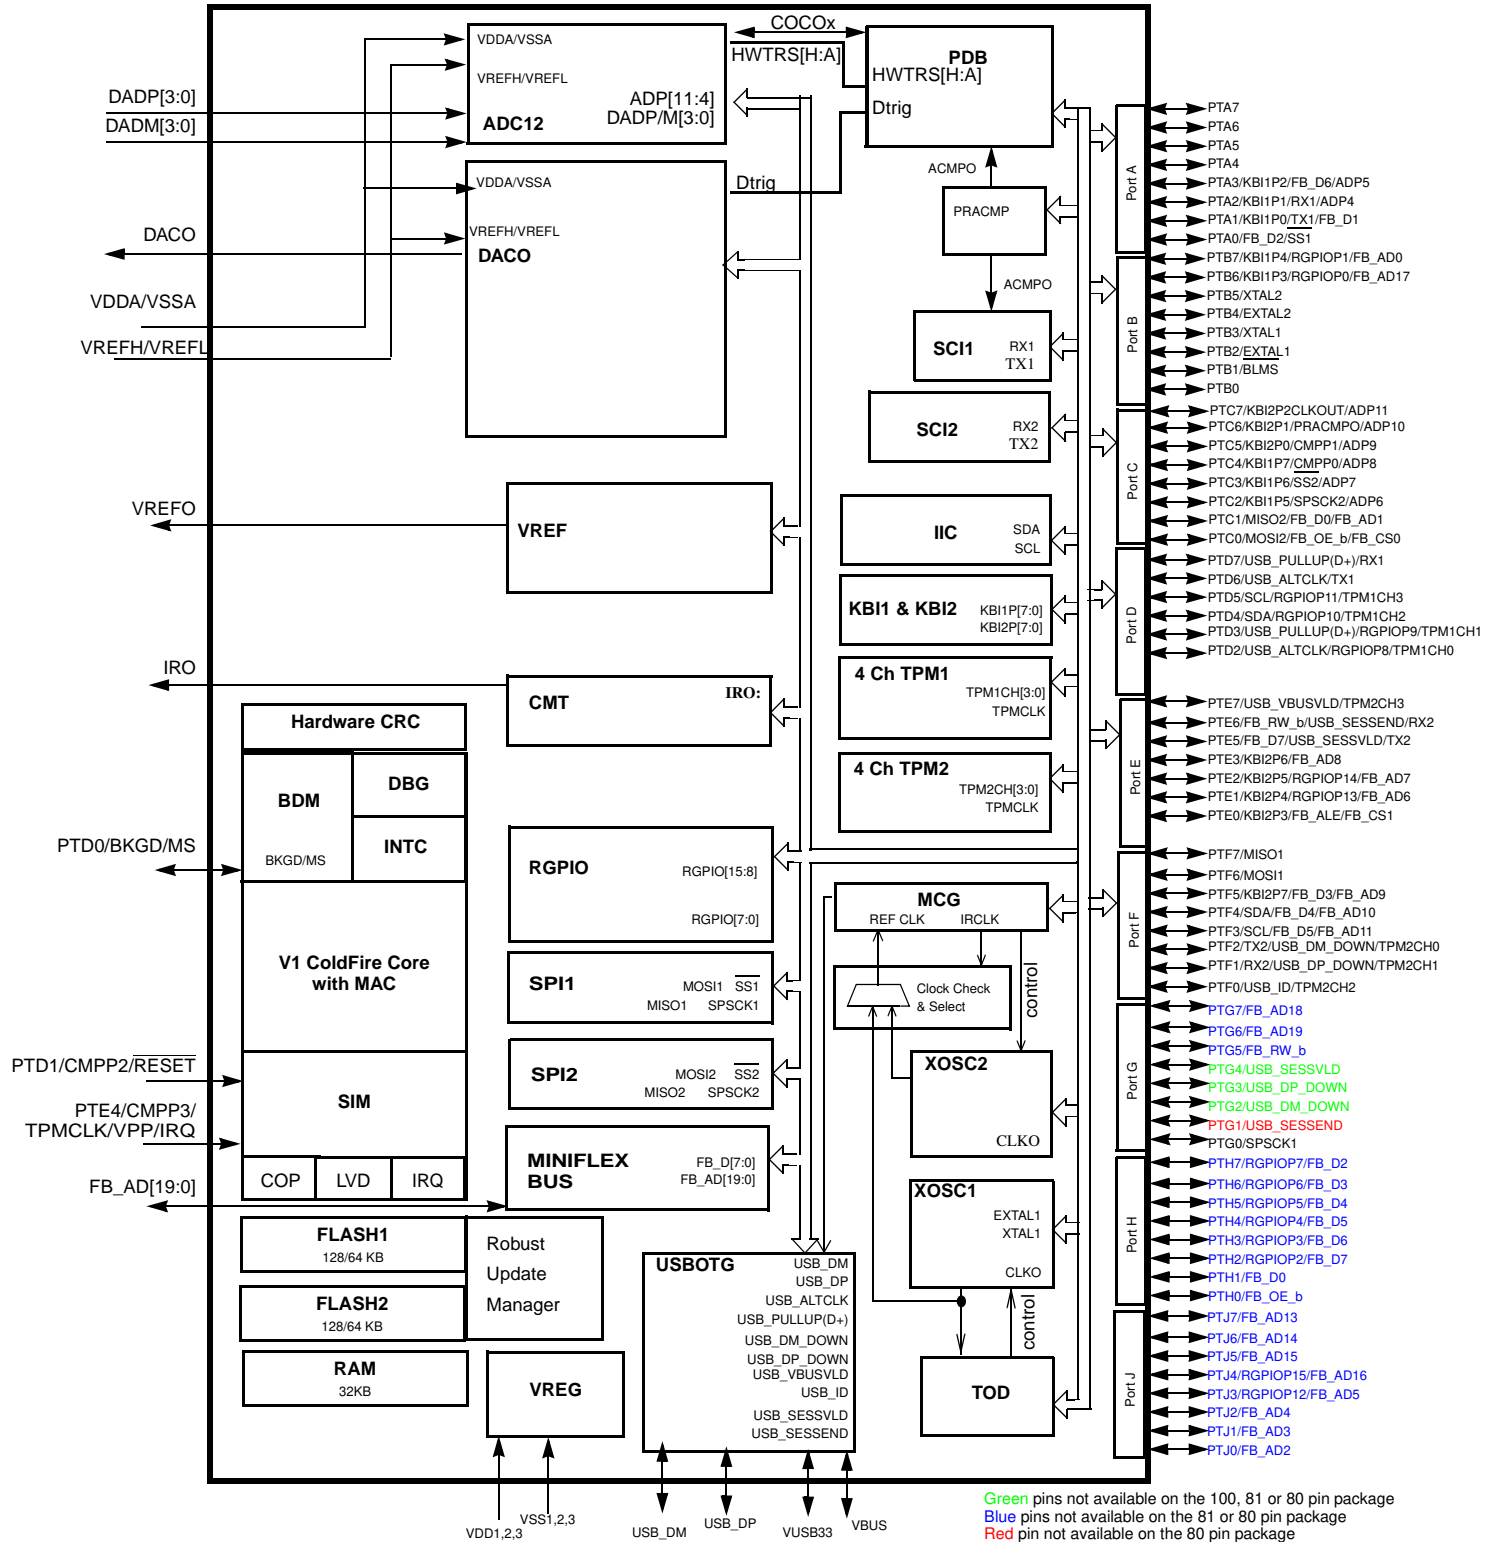 COCOx
HWTRS[H:A]
VDDA/VSSA
VREFH/VREFL
ADP[11:4]
DADP/M[3:0]
ADC12
PDB
HWTRS[H:A]
Dtrig
DADP[3:0]
DADM[3:0]
VDDA/VSSA
VREFH/VREFL
DACO
Dtrig
DACO
VDDA/VSSA
VREFH/VREFL
ACMPO
PRACMP
ACMPO
SCI1
RX1
TX1
SCI2
RX2
TX2
VREFO
VREF
IIC
SDA
SCL
KBI1 & KBI2
KBI1P[7:0]
KBI2P[7:0]
IRO
CMT
IRO:
4 Ch TPM1
TPM1CH[3:0]
TPMCLK
4 Ch TPM2
TPM2CH[3:0]
TPMCLK
Hardware CRC
BDM
BKGD/MS
DBG
INTC
PTD0/BKGD/MS
V1 ColdFire Core
with MAC
RGPIO
RGPIO[15:8]
RGPIO[7:0]
MCG
REF CLK
IRCLK
Clock Check
& Select
control
SPI1
MOSI1 SS1
MISO1 SPSCK1
PTD1/CMPP2/RESET
PTE4/CMPP3/
TPMCLK/VPP/IRQ
SIM
SPI2
MOSI2 SS2
MISO2 SPSCK2
XOSC2
CLKO
COP
LVD
IRQ
FB_AD[19:0]
MINIFLEX
BUS
FB_D[7:0]
FB_AD[19:0]
XOSC1
EXTAL1
XTAL1
CLKO
control
FLASH1
128/64 KB
FLASH2
128/64 KB
Robust
Update
Manager
RAM
32KB
VREG
USBOTG
USB_DM
USB_DP
USB_ALTCLK
USB_PULLUP(D+)
USB_DM_DOWN
USB_DP_DOWN
USB_VBUSVLD
USB_ID
USB_SESSVLD
USB_SESSEND
TOD
VDD1,2,3
VSS1,2,3
USB_DM
USB_DP
VUSB33
VBUS
Port A
PTA7
PTA6
PTA5
PTA4
PTA3/KBI1P2/FB_D6/ADP5
PTA2/KBI1P1/RX1/ADP4
PTA1/KBI1P0/TX1/FB_D1
PTA0/FB_D2/SS1
Port B
PTB7/KBI1P4/RGPIOP1/FB_AD0
PTB6/KBI1P3/RGPIOP0/FB_AD17
PTB5/XTAL2
PTB4/EXTAL2
PTB3/XTAL1
PTB2/EXTAL1
PTB1/BLMS
PTB0
Port C
PTC7/KBI2P2CLKOUT/ADP11
PTC6/KBI2P1/PRACMPO/ADP10
PTC5/KBI2P0/CMPP1/ADP9
PTC4/KBI1P7/CMPP0/ADP8
PTC3/KBI1P6/SS2/ADP7
PTC2/KBI1P5/SPSCK2/ADP6
PTC1/MISO2/FB_D0/FB_AD1
PTC0/MOSI2/FB_OE_b/FB_CS0
Port D
PTD7/USB_PULLUP(D+)/RX1
PTD6/USB_ALTCLK/TX1
PTD5/SCL/RGPIOP11/TPM1CH3
PTD4/SDA/RGPIOP10/TPM1CH2
PTD3/USB_PULLUP(D+)/RGPIOP9/TPM1CH1
PTD2/USB_ALTCLK/RGPIOP8/TPM1CH0
Port E
PTE7/USB_VBUSVLD/TPM2CH3
PTE6/FB_RW_b/USB_SESSEND/RX2
PTE5/FB_D7/USB_SESSVLD/TX2
PTE3/KBI2P6/FB_AD8
PTE2/KBI2P5/RGPIOP14/FB_AD7
PTE1/KBI2P4/RGPIOP13/FB_AD6
PTE0/KBI2P3/FB_ALE/FB_CS1
Port F
PTF7/MISO1
PTF6/MOSI1
PTF5/KBI2P7/FB_D3/FB_AD9
PTF4/SDA/FB_D4/FB_AD10
PTF3/SCL/FB_D5/FB_AD11
PTF2/TX2/USB_DM_DOWN/TPM2CH0
PTF1/RX2/USB_DP_DOWN/TPM2CH1
PTF0/USB_ID/TPM2CH2
Port G
PTG7/FB_AD18
PTG6/FB_AD19
PTG5/FB_RW_b
PTG4/USB_SESSVLD
PTG3/USB_DP_DOWN
PTG2/USB_DM_DOWN
PTG1/USB_SESSEND
PTG0/SPSCK1
Port H
PTH7/RGPIOP7/FB_D2
PTH6/RGPIOP6/FB_D3
PTH5/RGPIOP5/FB_D4
PTH4/RGPIOP4/FB_D5
PTH3/RGPIOP3/FB_D6
PTH2/RGPIOP2/FB_D7
PTH1/FB_D0
PTH0/FB_OE_b
Port J
PTJ7/FB_AD13
PTJ6/FB_AD14
PTJ5/FB_AD15
PTJ4/RGPIOP15/FB_AD16
PTJ3/RGPIOP12/FB_AD5
PTJ2/FB_AD4
PTJ1/FB_AD3
PTJ0/FB_AD2
Green pins not available on the 100, 81 or 80 pin package
Blue pins not available on the 81 or 80 pin package
Red pin not available on the 80 pin package